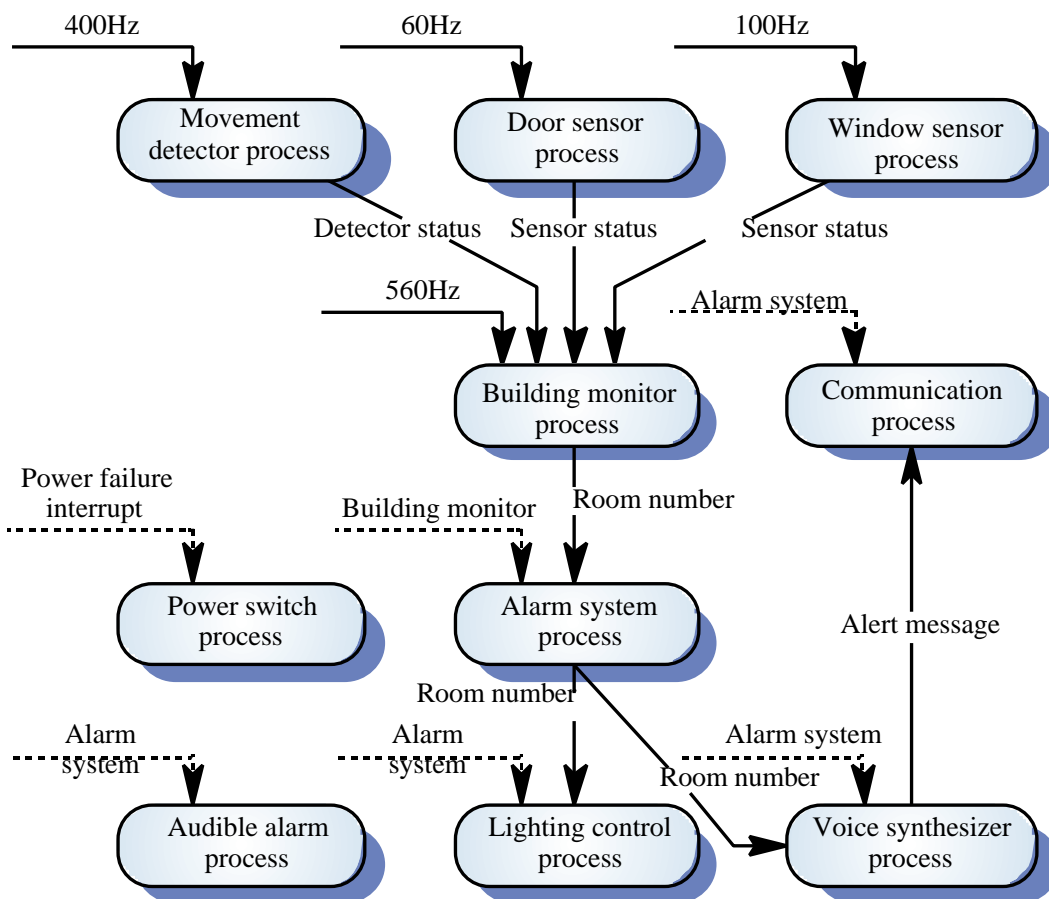 400Hz
60Hz
100Hz
Movement
detector process
Door sensor
process
Window sensor
process
Detector status
Sensor status
Sensor status
560Hz
Alarm system
Building monitor
process
Communication
process
Power failure
interrupt
Building monitor
Room number
Power switch
process
Alarm system
process
Alert message
Room number
Alarm
system
Alarm
system
Alarm system
Room number
Audible alarm
process
Lighting control
process
Voice synthesizer
process